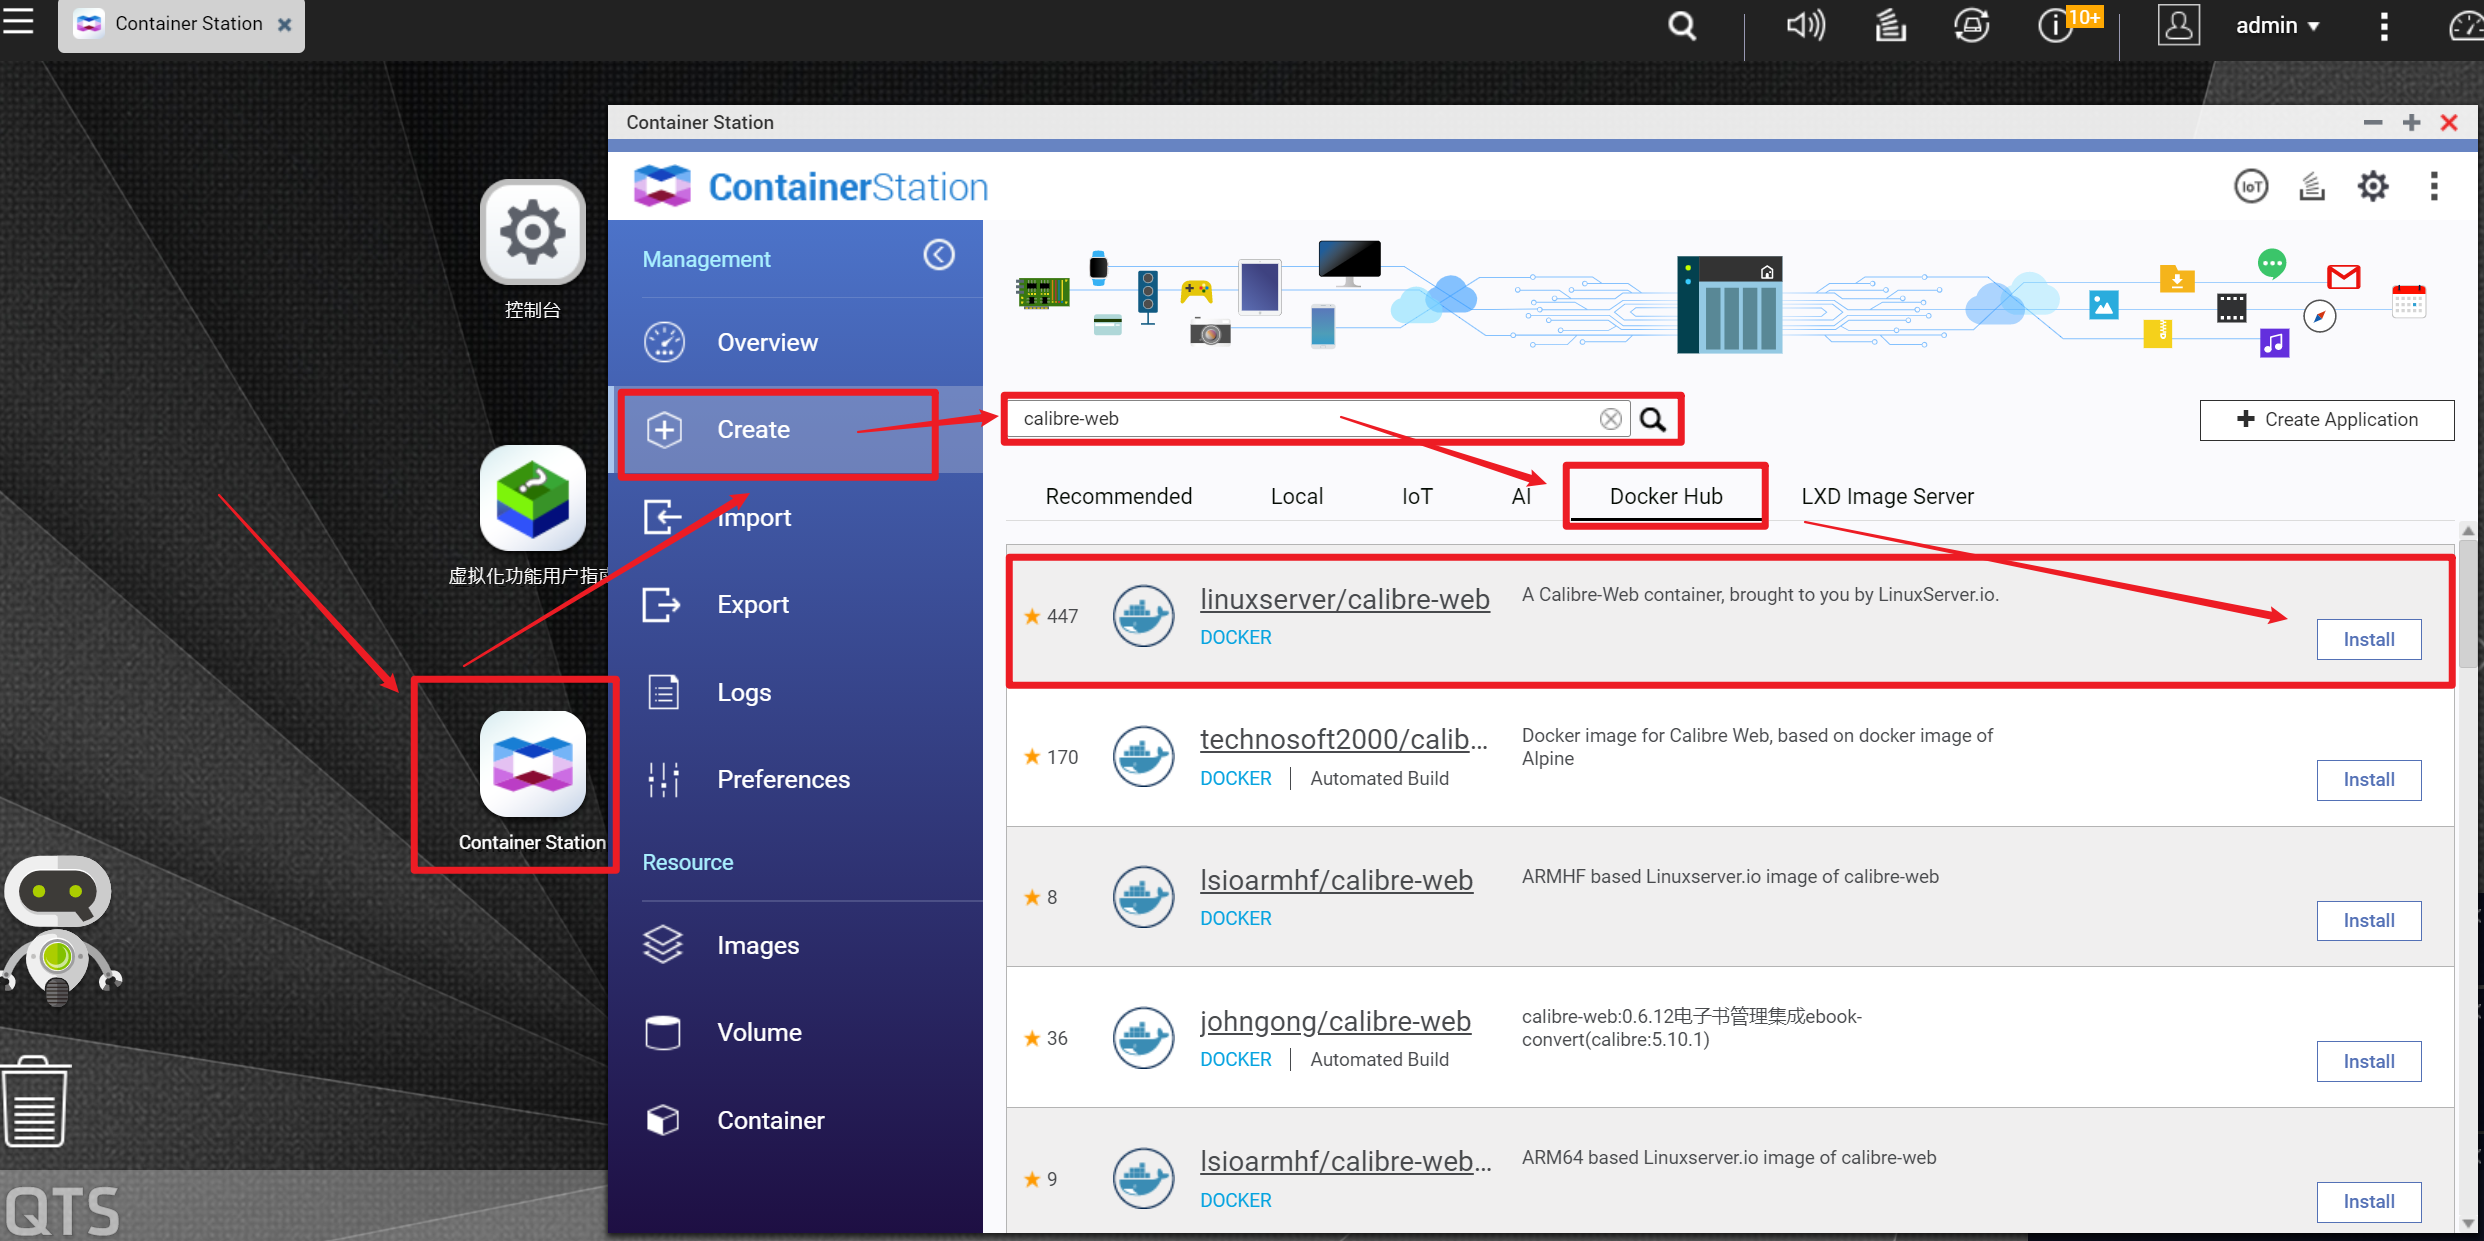 Container Station
10+
admin
控制台
虚拟化功能用户指
Container Station
QTS
Container Station
ContainerStation
IoT
Management
Overview
Create
Import
Export
Logs
Preferences
Resource
Images
Volume
Container
calibre-web
Create Application
Recommended
Local
IoT
AI
Docker Hub
LXD Image Server
447
linuxserver/calibre-web
DOCKER
A Calibre-Web container, brought to you by LinuxServer.io.
Install
170
technosoft2000/calib...
DOCKER | Automated Build
Docker image for Calibre Web, based on docker image of
Alpine
Install
8
lsioarmhf/calibre-web
DOCKER
ARMHF based Linuxserver.io image of calibre-web
Install
36
johngong/calibre-web
DOCKER | Automated Build
calibre-web:0.6.12电子书管理集成ebook-
convert(calibre:5.10.1)
Install
9
lsioarmhf/calibre-web...
DOCKER
ARM64 based Linuxserver.io image of calibre-web
Install